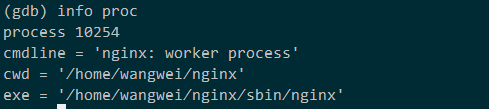 (gdb) info proc
process 10254
cmdline = 'nginx: worker process'
cwd = '/home/wangwei/nginx'
exe = '/home/wangwei/nginx/sbin/nginx'